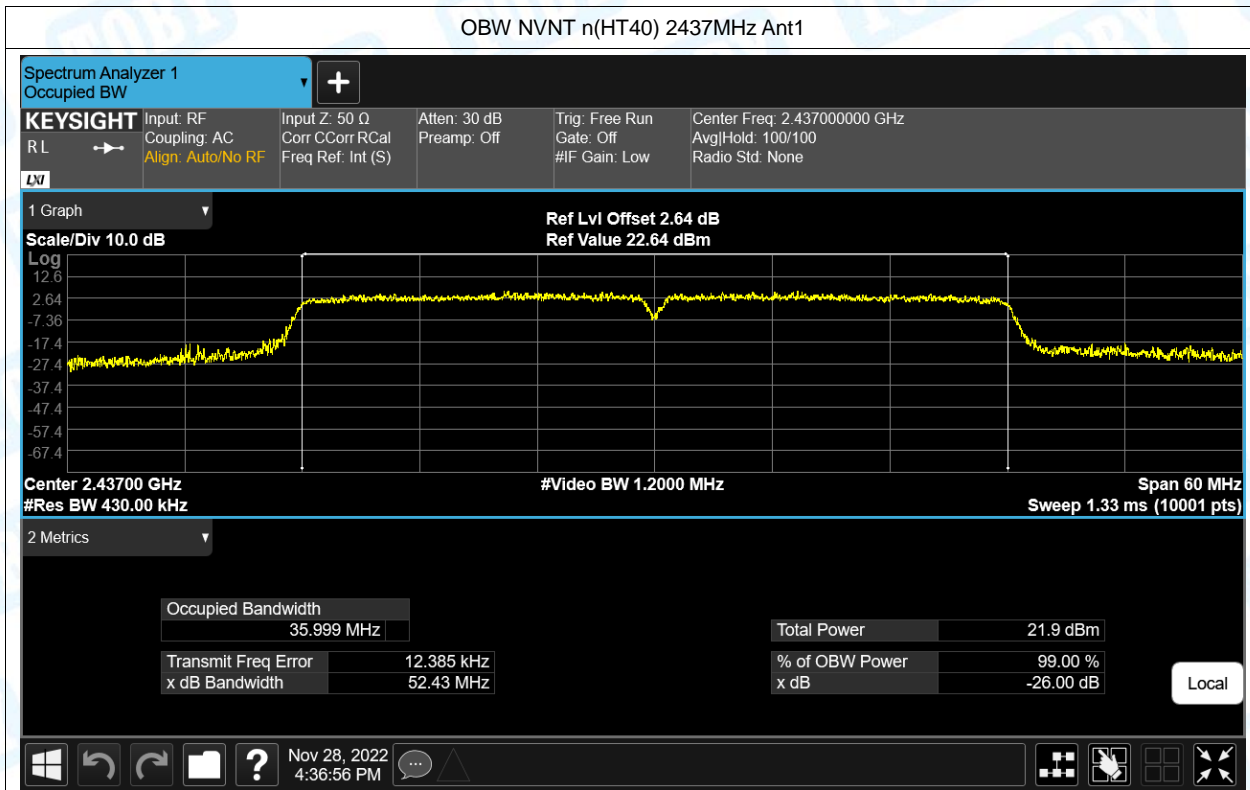 OBW NVNT n(HT40) 2437MHz Ant1
Spectrum Analyzer 1
Occupied BW
KEYSIGHT
R L
LXI
Input: RF
Coupling: AC
Align: Auto/No RF
Input Z: 50 Ω
Corr CCorr RCal
Freq Ref: Int (S)
Atten: 30 dB
Preamp: Off
Trig: Free Run
Gate: Off
#IF Gain: Low
Center Freq: 2.437000000 GHz
Avg|Hold: 100/100
Radio Std: None
1 Graph
Scale/Div 10.0 dB
Ref Lvl Offset 2.64 dB
Ref Value 22.64 dBm
Log
12.6
2.64
-7.36
-17.4
-27.4
-37.4
-47.4
-57.4
-67.4
Center 2.43700 GHz
#Video BW 1.2000 MHz
Span 60 MHz
#Res BW 430.00 kHz
Sweep 1.33 ms (10001 pts)
2 Metrics
Occupied Bandwidth
35.999 MHz
Total Power 21.9 dBm
Transmit Freq Error 12.385 kHz
% of OBW Power 99.00 %
x dB Bandwidth 52.43 MHz
x dB -26.00 dB
Local
?
Nov 28, 2022
4:36:56 PM
TOBY